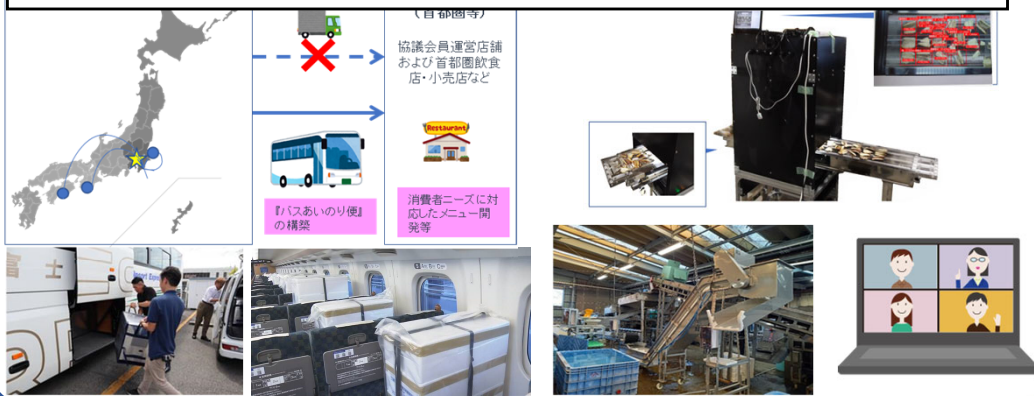 (首都圏等)
協議会員運営店舗
および首都圏飲食
店・小売店など
Restaurant
『バスあいのり便』
の構築
消費者ニーズに対
応したメニュー開
発等
富士